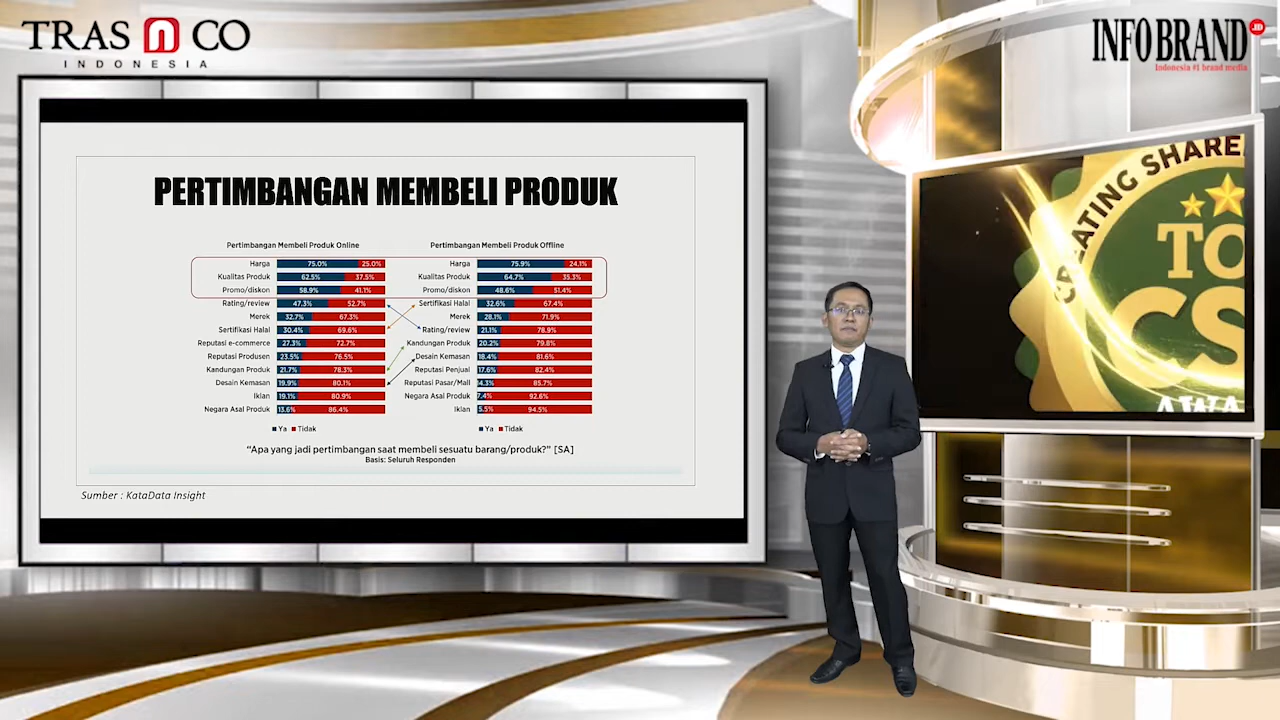 TRAS N CO
INDONESIA
INFOBRAND.ID
Indonesia #1 brand media
PERTIMBANGAN MEMBELI PRODUK
Pertimbangan Membeli Produk Online
Harga 75.0% 25.0%
Kualitas Produk 62.5% 37.5%
Promo/diskon 58.9% 41.1%
Rating/review 47.3% 52.7%
Merek 32.7% 67.3%
Sertifikasi Halal 30.4% 69.6%
Reputasi e-commerce 27.3% 72.7%
Reputasi Produsen 23.5% 76.5%
Kandungan Produk 21.7% 78.3%
Desain Kemasan 19.9% 80.1%
Iklan 19.1% 80.9%
Negara Asal Produk 13.6% 86.4%
Ya Tidak
Pertimbangan Membeli Produk Offline
Harga 75.9% 24.1%
Kualitas Produk 64.7% 35.3%
Promo/diskon 48.6% 51.4%
Sertifikasi Halal 32.6% 67.4%
Merek 28.1% 71.9%
Rating/review 21.1% 78.9%
Kandungan Produk 20.2% 79.8%
Desain Kemasan 18.4% 81.6%
Reputasi Penjual 17.6% 82.4%
Reputasi Pasar/Mall 14.3% 85.7%
Negara Asal Produk 7.4% 92.6%
Iklan 5.5% 94.5%
Ya Tidak
“Apa yang jadi pertimbangan saat membeli sesuatu barang/produk?” [SA]
Basis: Seluruh Responden
Sumber : KataData Insight
CREATING SHARE
TO
CS
AWA